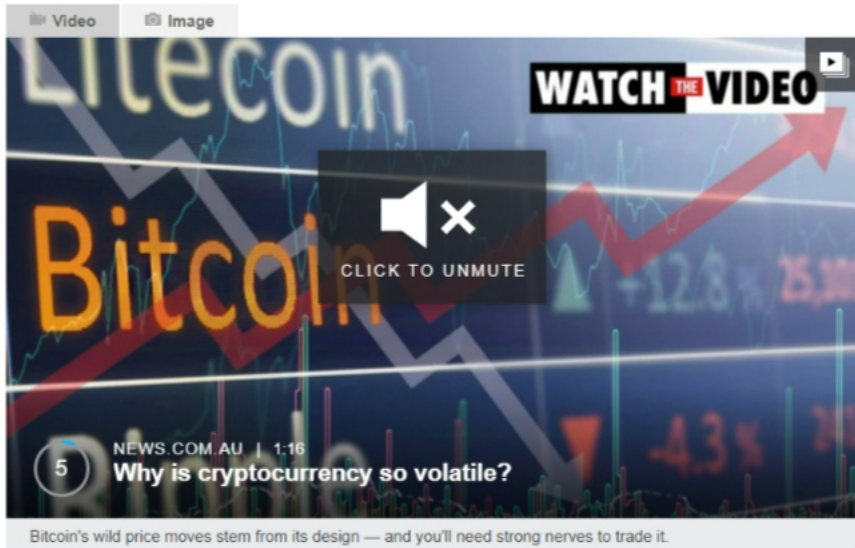 Video
Image
Litecoin
WATCH THE VIDEO
Bitcoin
CLICK TO UNMUTE
+12.8%
-4.3%
5
NEWS.COM.AU | 1:16
Why is cryptocurrency so volatile?
Bitcoin's wild price moves stem from its design — and you'll need strong nerves to trade it.